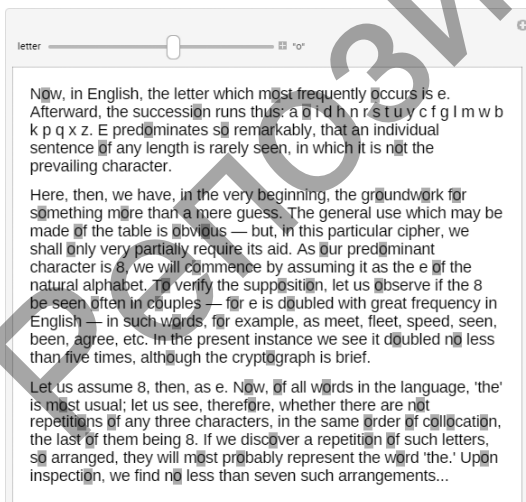 letter "o"
Now, in English, the letter which most frequently occurs is e.
Afterward, the succession runs thus: a o i d h n r s t u y c f g l m w b
k p q x z. E predominates so remarkably, that an individual
sentence of any length is rarely seen, in which it is not the
prevailing character.
Here, then, we have, in the very beginning, the groundwork for
something more than a mere guess. The general use which may be
made of the table is obvious — but, in this particular cipher, we
shall only very partially require its aid. As our predominant
character is 8, we will commence by assuming it as the e of the
natural alphabet. To verify the supposition, let us observe if the 8
be seen often in couples — for e is doubled with great frequency in
English — in such words, for example, as meet, fleet, speed, seen,
been, agree, etc. In the present instance we see it doubled no less
than five times, although the cryptograph is brief.
Let us assume 8, then, as e. Now, of all words in the language, 'the'
is most usual; let us see, therefore, whether there are not
repetitions of any three characters, in the same order of collocation,
the last of them being 8. If we discover a repetition of such letters,
so arranged, they will most probably represent the word 'the.' Upon
inspection, we find no less than seven such arrangements...
Репози